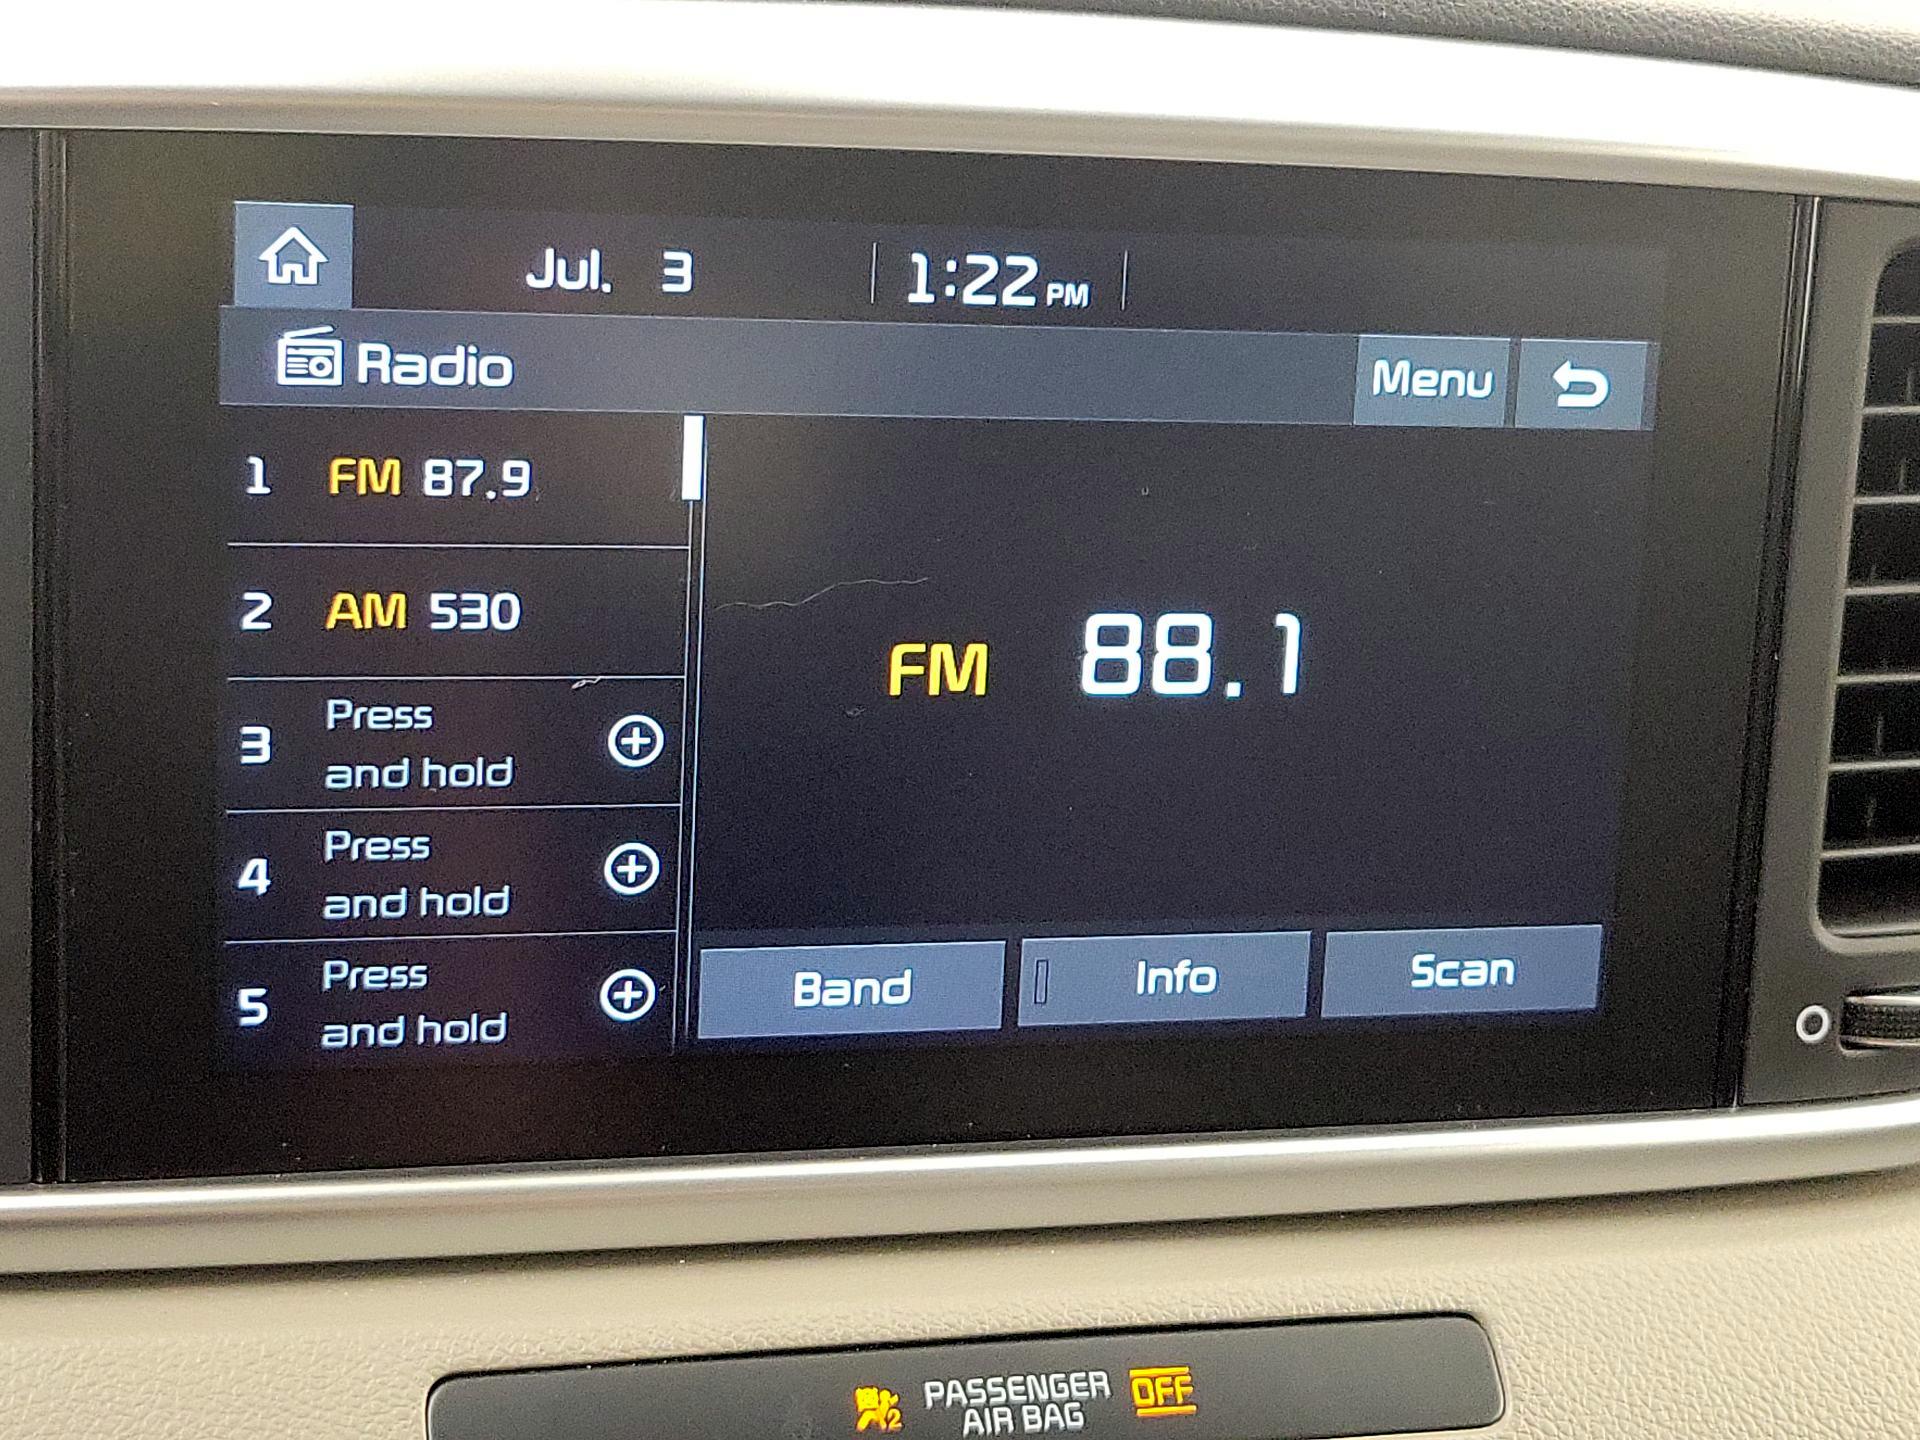 Jul. 3 1:22 PM
Radio Menu
1 FM 87.9
2 AM 530
3 Press
and hold
4 Press
and hold
5 Press
and hold
FM 88.1
Band Info Scan
2 PASSENGER
AIR BAG OFF